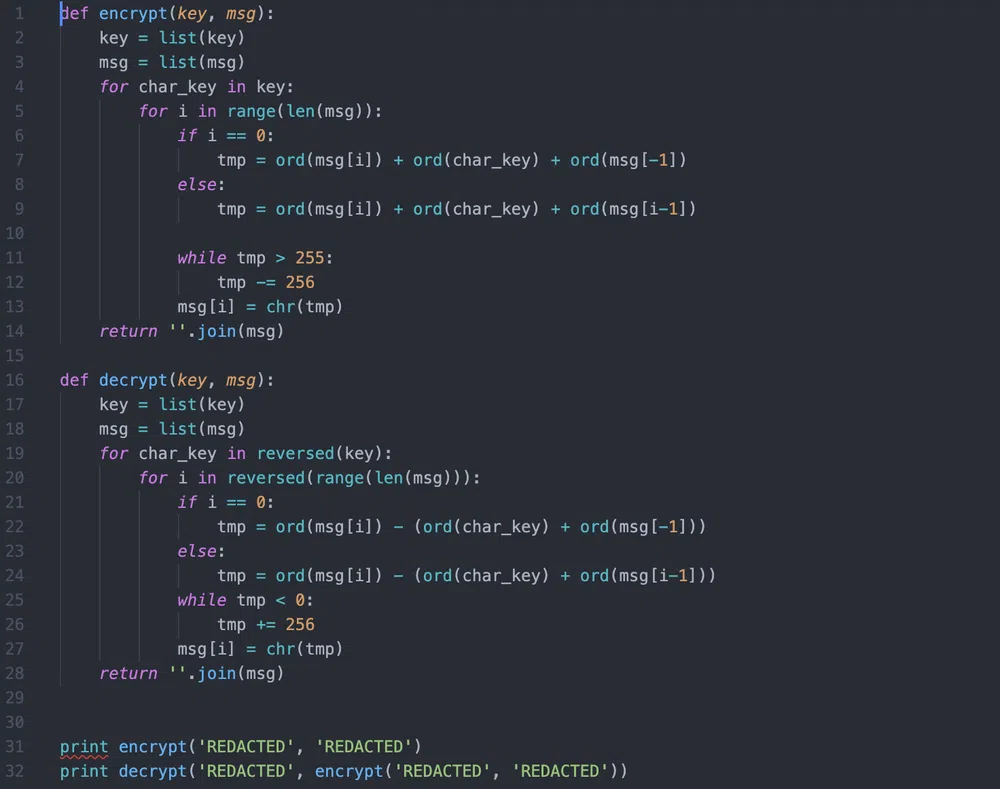 1 def encrypt(key, msg):
2     key = list(key)
3     msg = list(msg)
4     for char_key in key:
5         for i in range(len(msg)):
6             if i == 0:
7                 tmp = ord(msg[i]) + ord(char_key) + ord(msg[-1])
8             else:
9                 tmp = ord(msg[i]) + ord(char_key) + ord(msg[i-1])
10
11             while tmp > 255:
12                 tmp -= 256
13             msg[i] = chr(tmp)
14     return ''.join(msg)
15
16 def decrypt(key, msg):
17     key = list(key)
18     msg = list(msg)
19     for char_key in reversed(key):
20         for i in reversed(range(len(msg))):
21             if i == 0:
22                 tmp = ord(msg[i]) - (ord(char_key) + ord(msg[-1]))
23             else:
24                 tmp = ord(msg[i]) - (ord(char_key) + ord(msg[i-1]))
25             while tmp < 0:
26                 tmp += 256
27             msg[i] = chr(tmp)
28     return ''.join(msg)
29
30
31 print encrypt('REDACTED', 'REDACTED')
32 print decrypt('REDACTED', encrypt('REDACTED', 'REDACTED'))